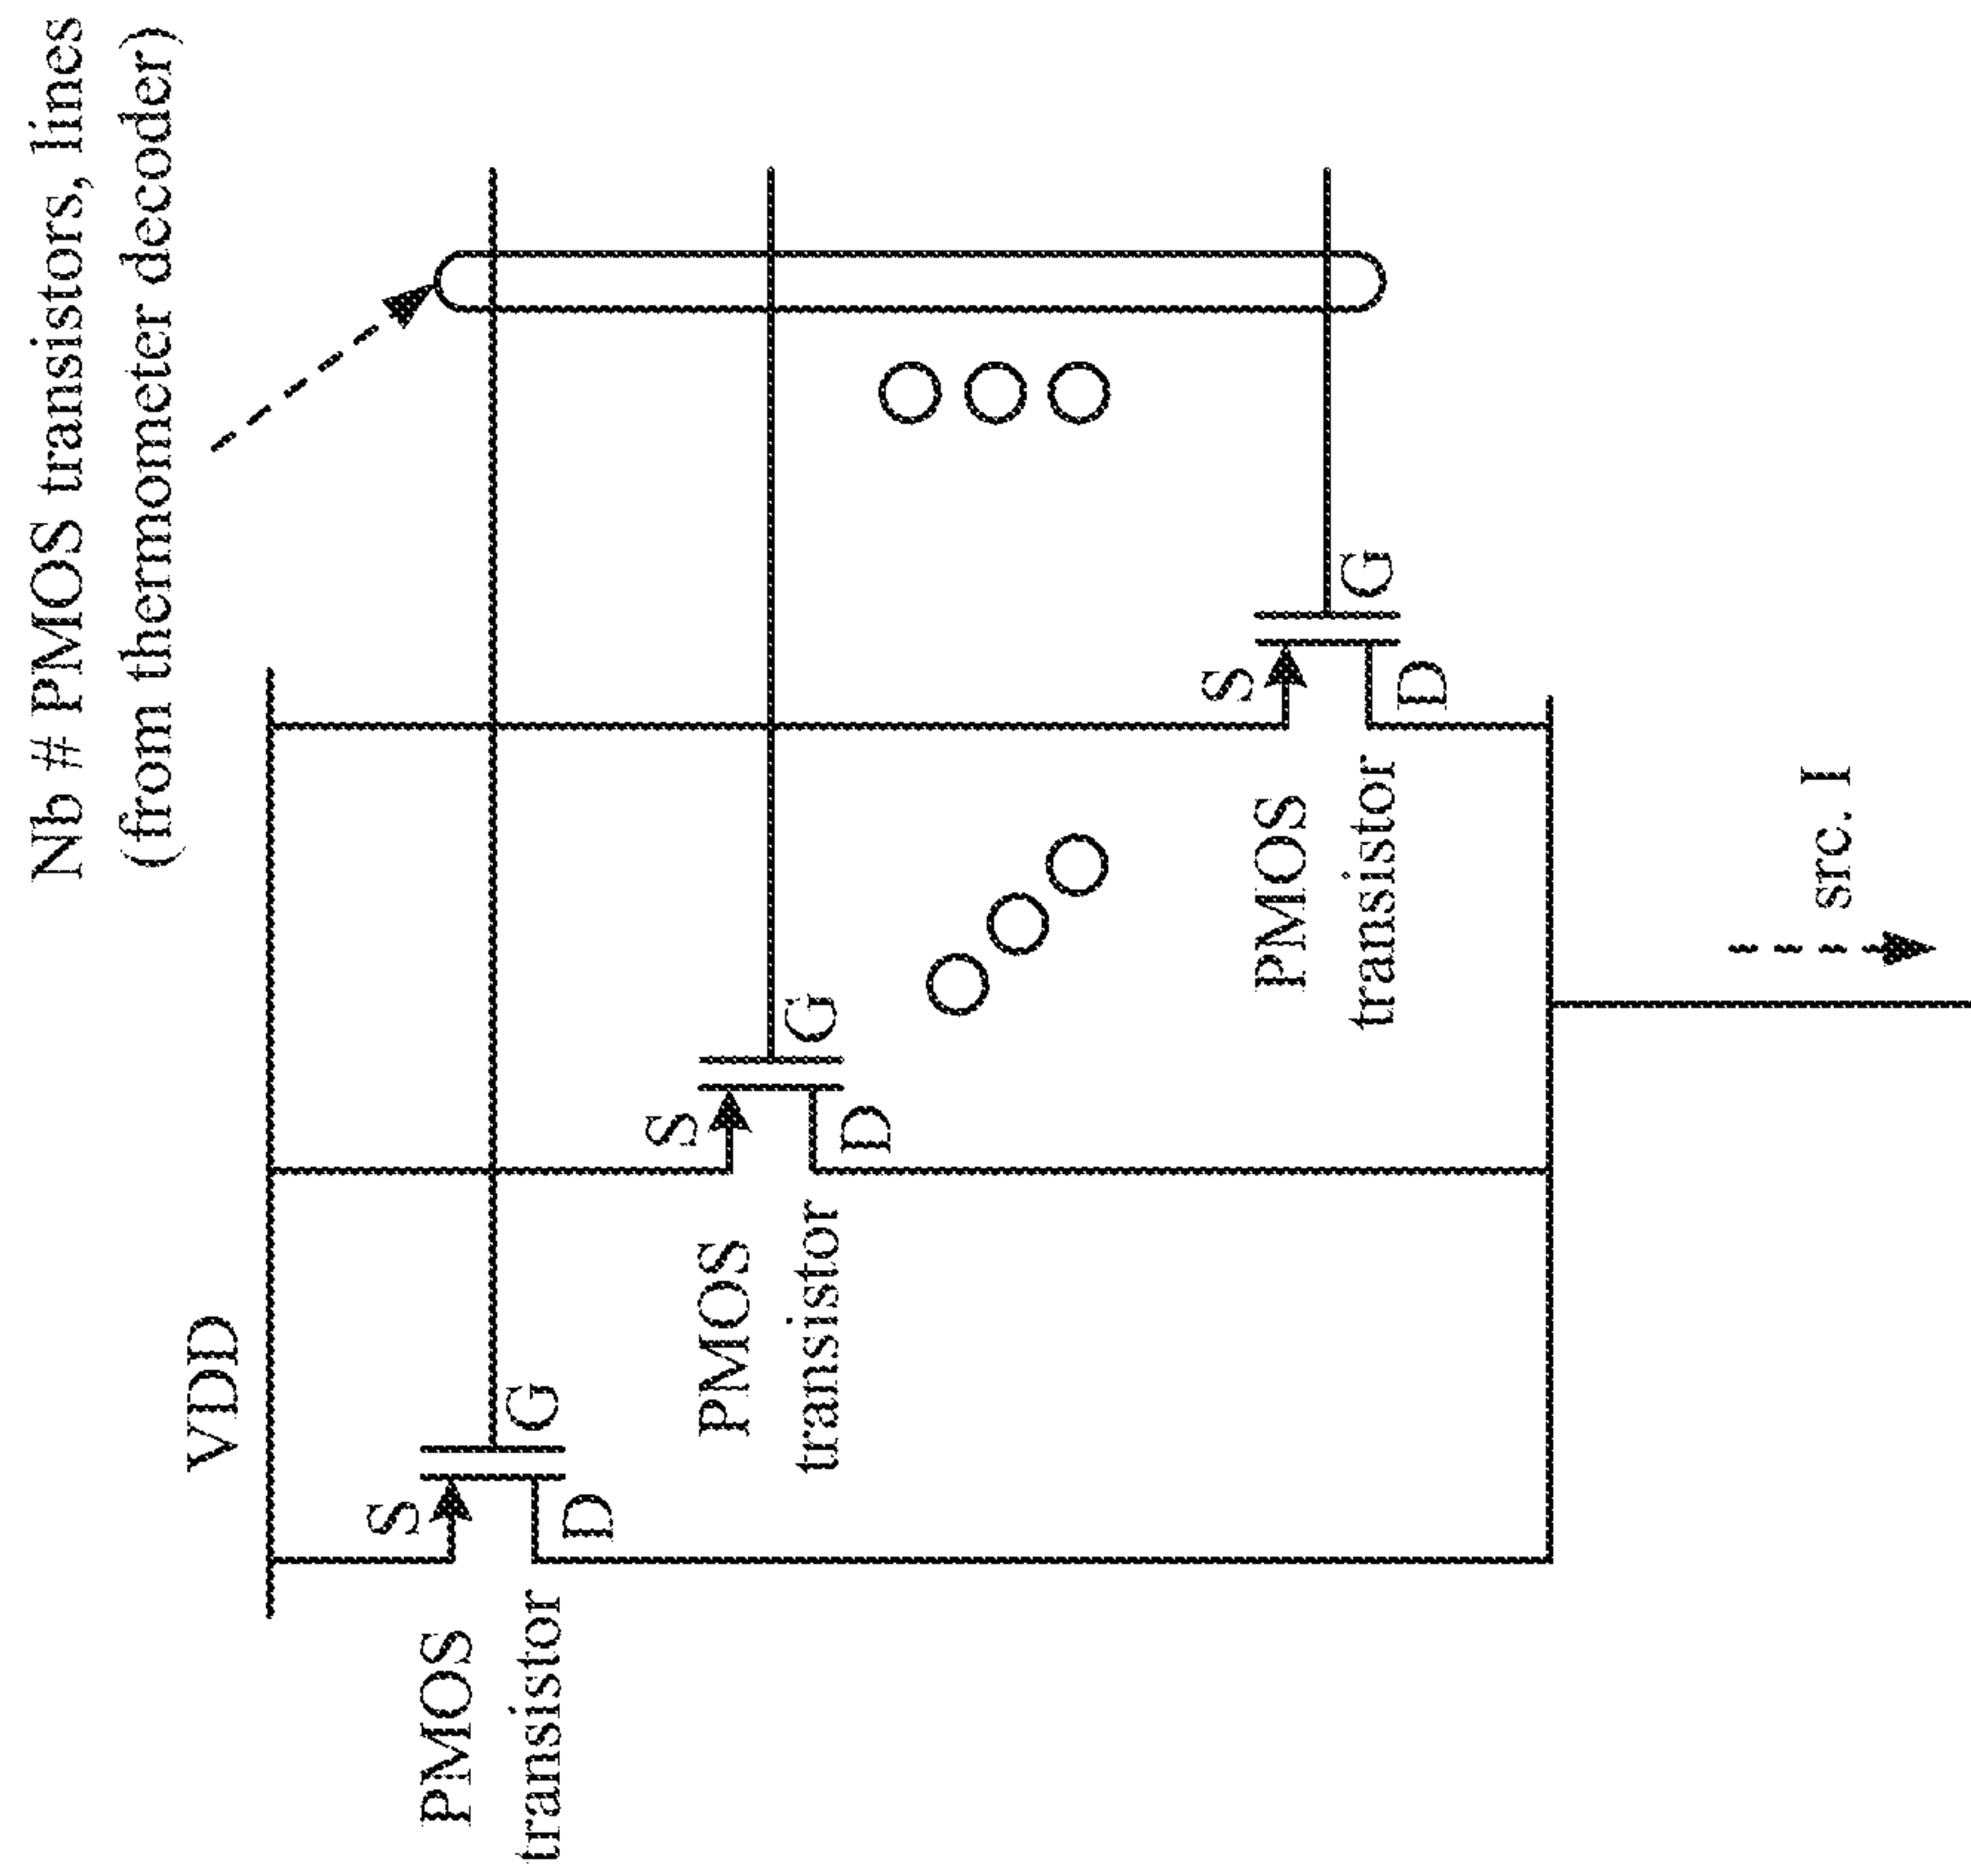 Nb # PMOS transistors, lines
(from thermometer decoder)
VDD
S
G
D
PMOS
transistor
S
G
D
PMOS
transistor
S
G
D
PMOS
transistor
src. I